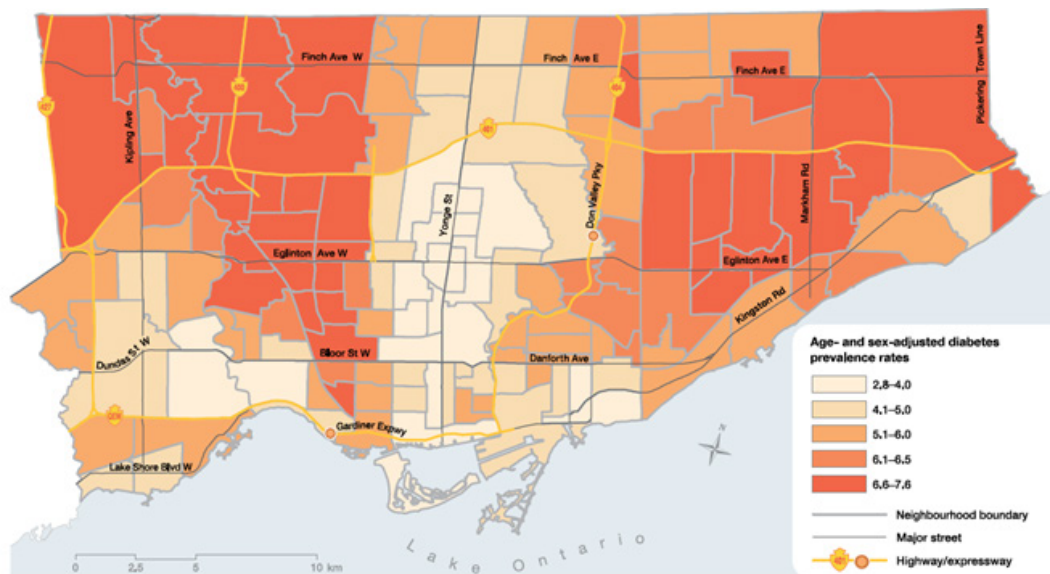 Finch Ave W
Finch Ave E
Finch Ave E
Pickering Town Line
427
400
404
401
Kipling Ave
Yonge St
Don Valley Pky
Markham Rd
Eglinton Ave W
Eglinton Ave E
Kingston Rd
Dundas St W
Bloor St W
Danforth Ave
QEW
Gardiner Expwy
Lake Shore Blvd W
N
Lake Ontario
0 2.5 5 10 km
Age- and sex-adjusted diabetes
prevalence rates
2.8–4.0
4.1–5.0
5.1–6.0
6.1–6.5
6.6–7.6
Neighbourhood boundary
Major street
401
Highway/expressway